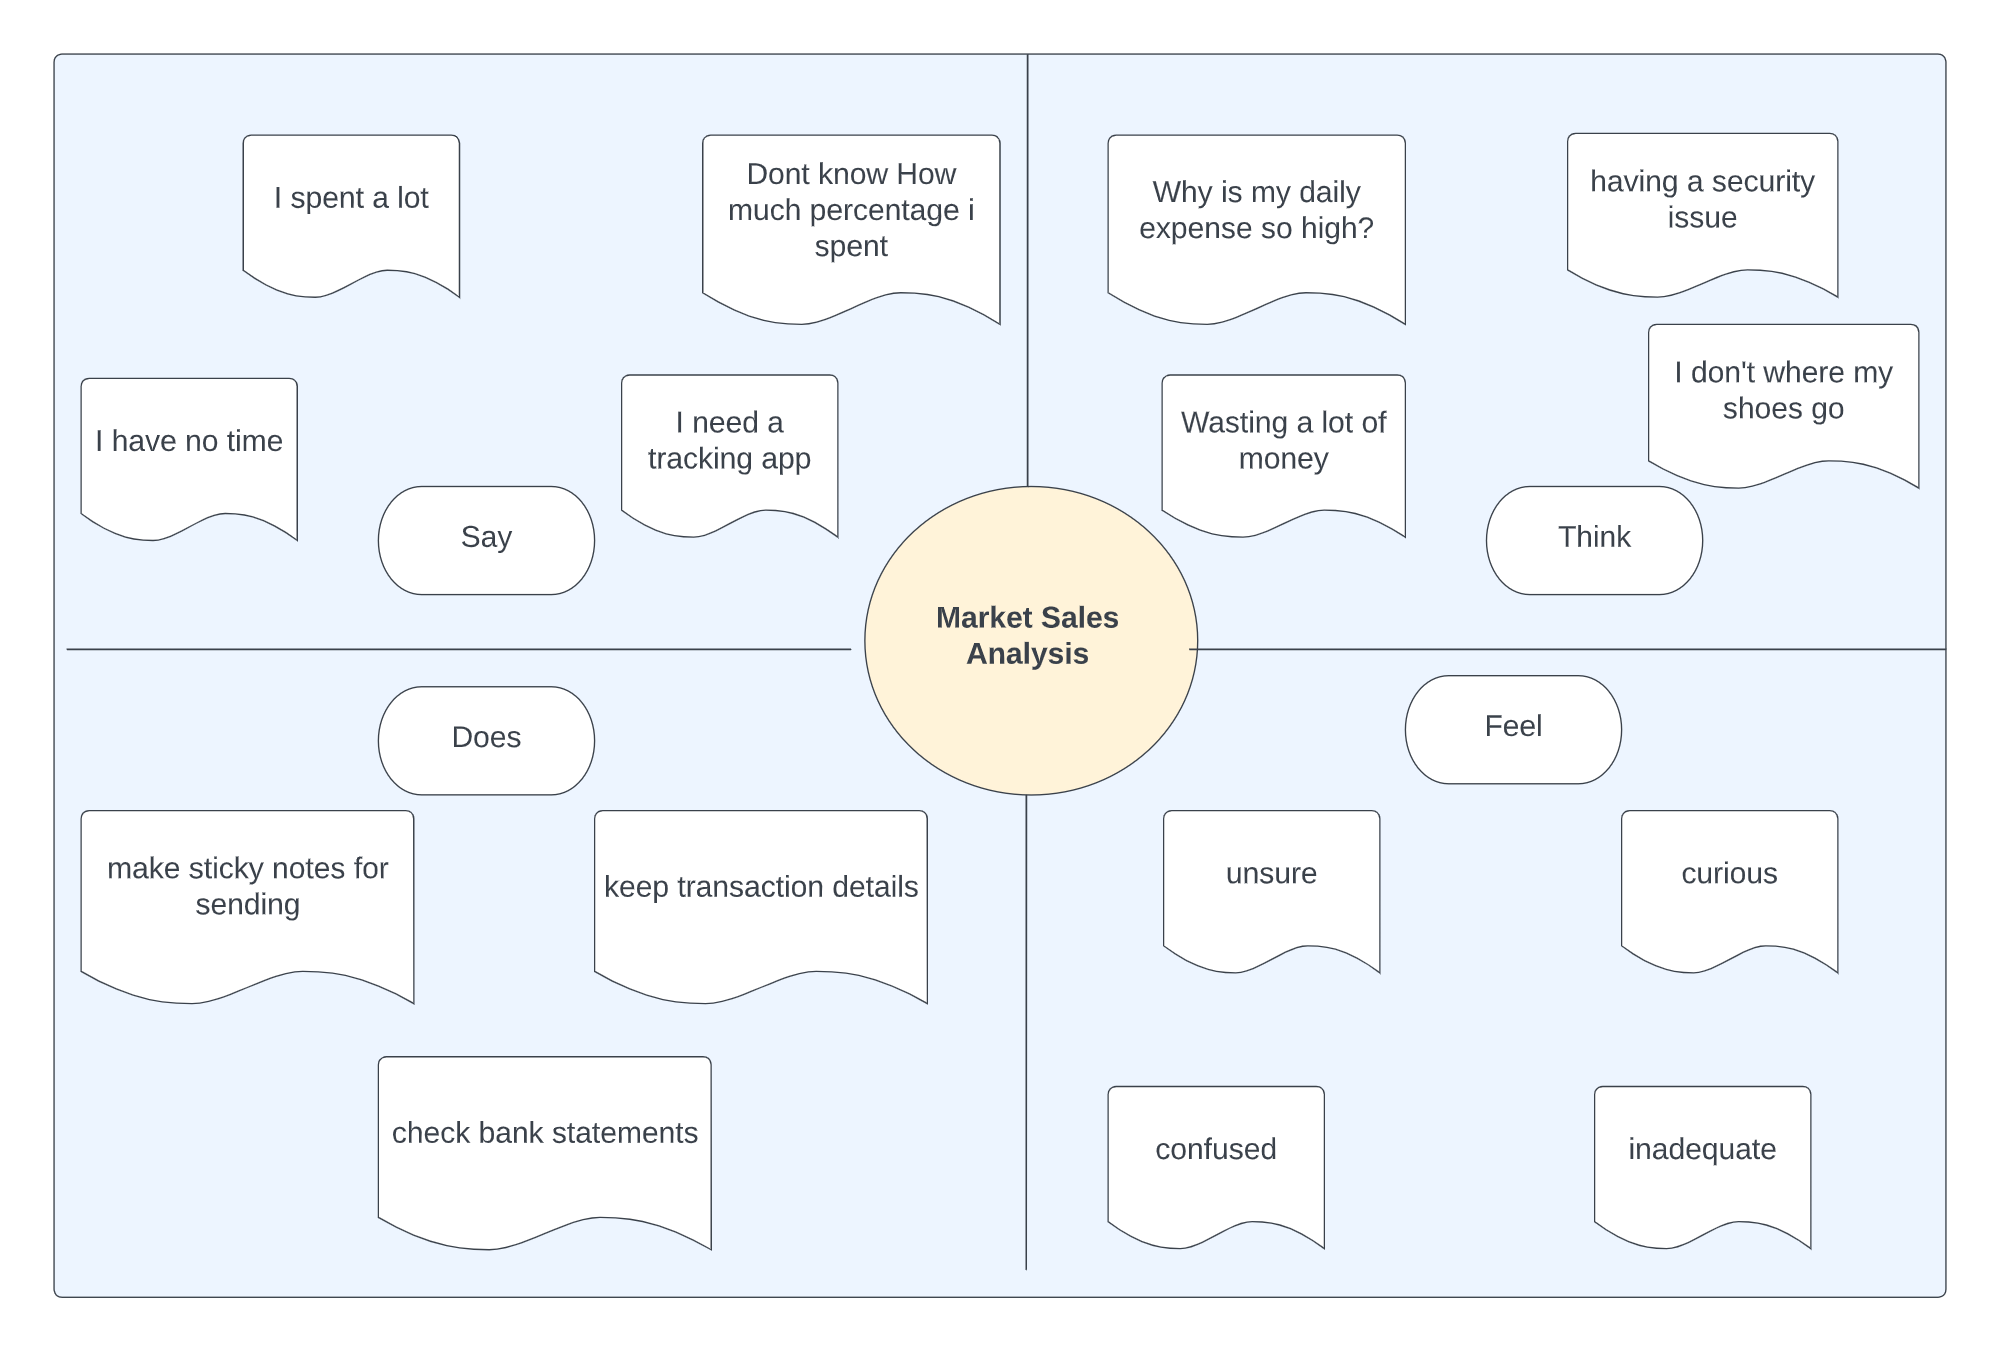 I spent a lot
Dont know How
much percentage i
spent
I have no time
I need a
tracking app
Say
Why is my daily
expense so high?
having a security
issue
Wasting a lot of
money
I don't where my
shoes go
Think
Market Sales
Analysis
Does
make sticky notes for
sending
keep transaction details
check bank statements
Feel
unsure
curious
confused
inadequate